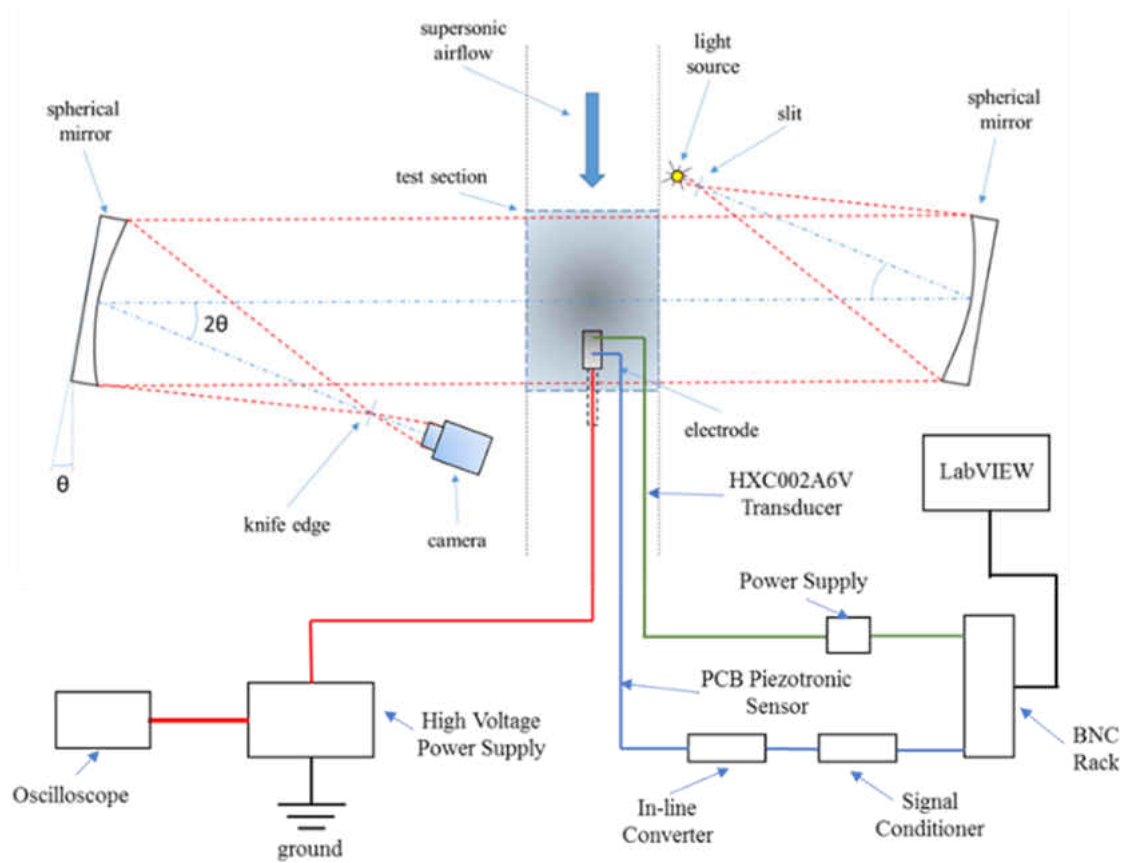 supersonic
airflow
light
source
slit
spherical
mirror
spherical
mirror
test section
2θ
θ
knife edge
camera
electrode
HXC002A6V
Transducer
LabVIEW
Power Supply
PCB Piezotronic
Sensor
High Voltage
Power Supply
BNC
Rack
Oscilloscope
In-line
Converter
Signal
Conditioner
ground